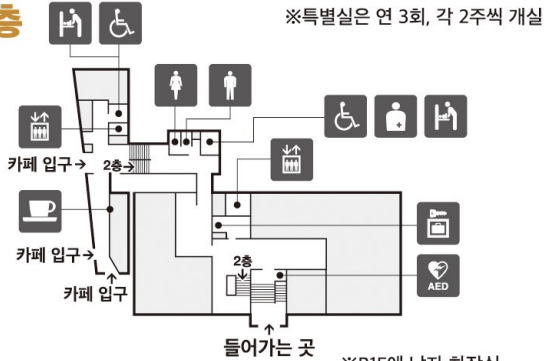 층
※특별실은 연 3회, 각 2주씩 개실
카페 입구→
2층→
카페 입구→
카페 입구
2층
AED
들어가는 곳